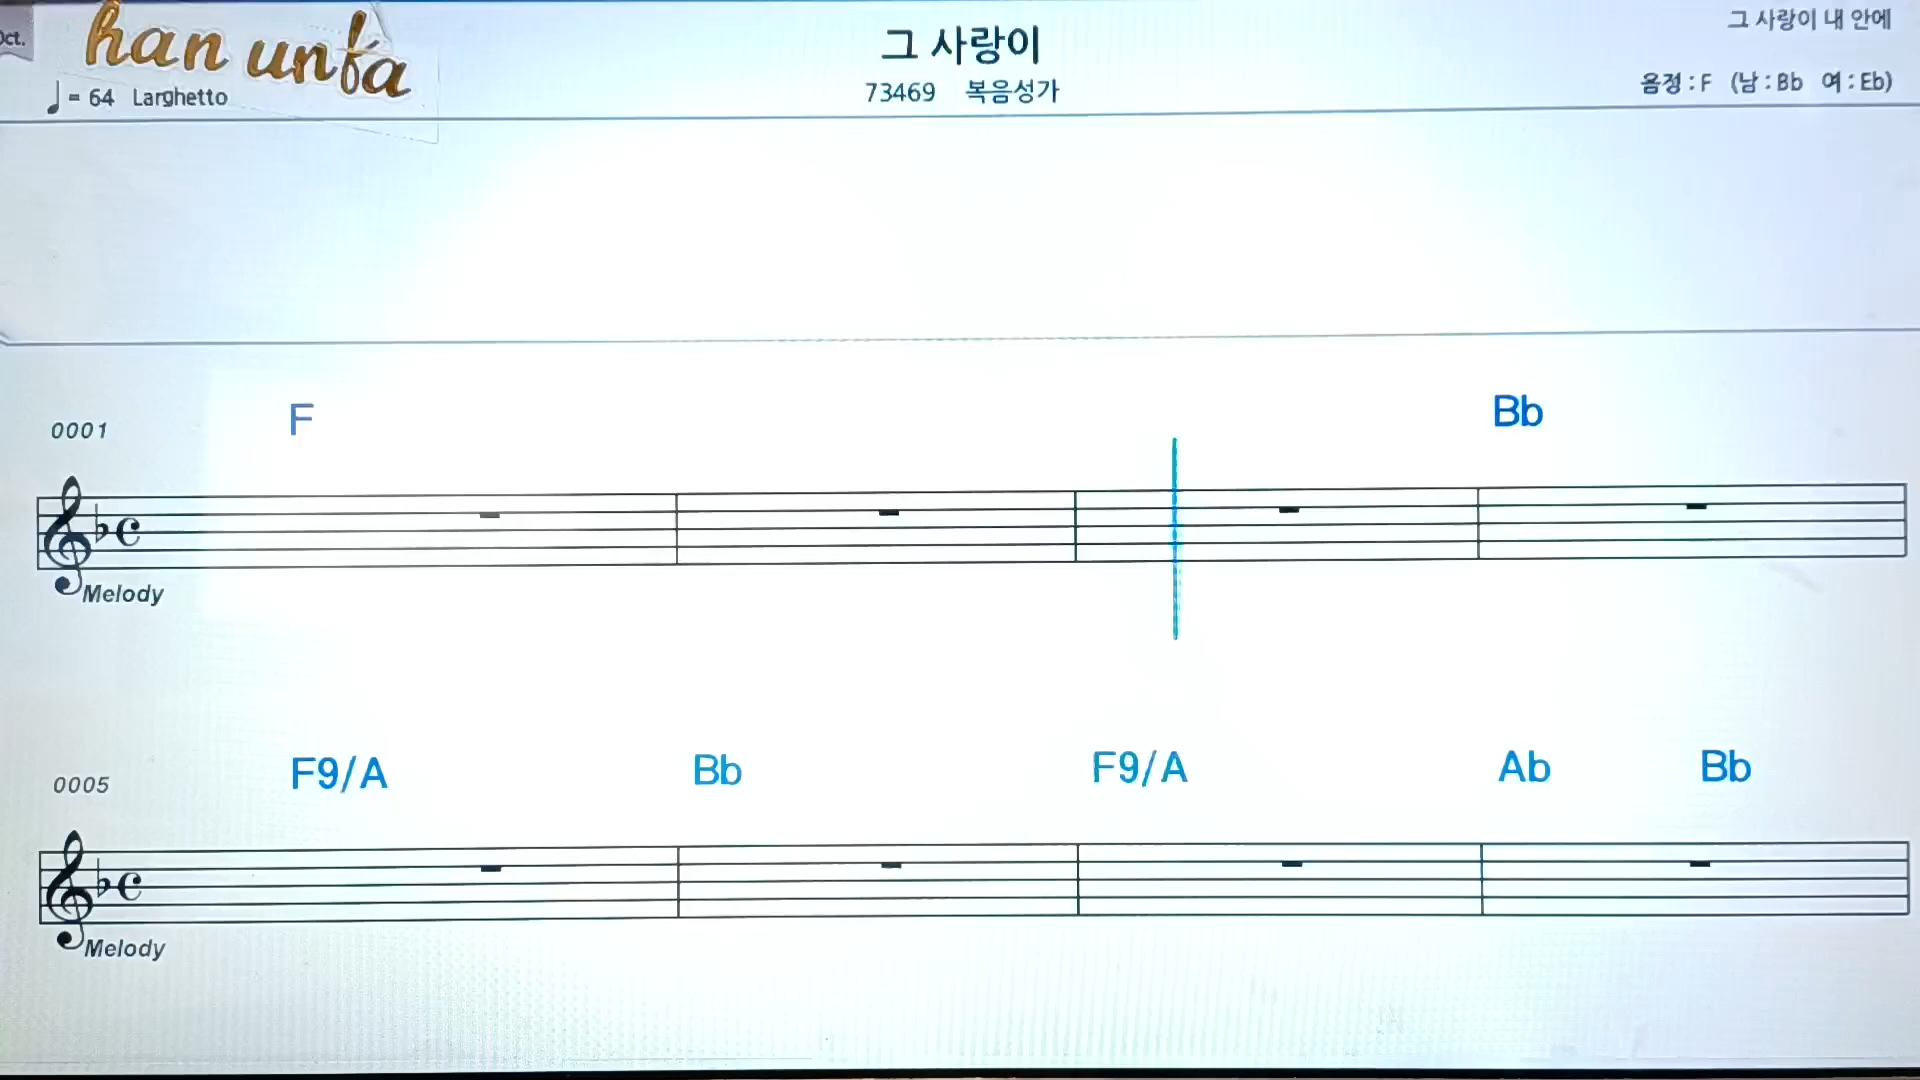 Oct.
han unfa
그 사랑이
그 사랑이 내 안에
♩= 64 Larghetto
73469 복음성가
음정 : F (남 : Bb 여 : Eb)
0001 F Bb
Melody
0005 F9/A Bb F9/A Ab Bb
Melody